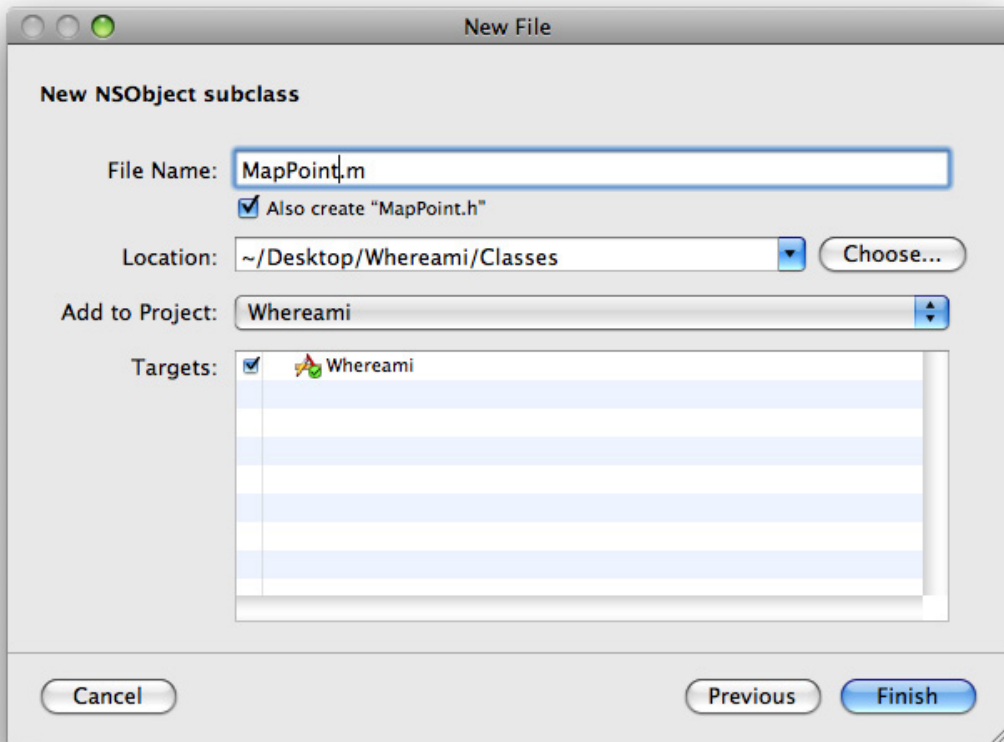 New File
New NSObject subclass
File Name: MapPoint.m
Also create “MapPoint.h”
Location: ~/Desktop/Whereami/Classes Choose...
Add to Project: Whereami
Targets: Whereami
Cancel Previous Finish